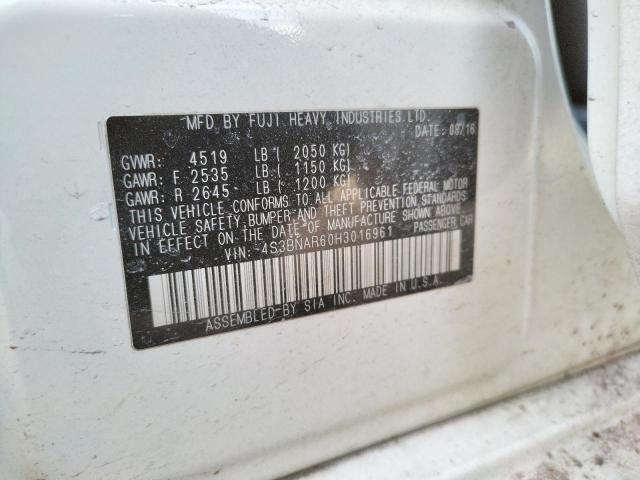 MFD BY FUJI HEAVY INDUSTRIES LTD.
DATE: 08/16
GVWR: 4519 LB ( 2050 KG)
GAWR: F 2535 LB ( 1150 KG)
GAWR: R 2645 LB ( 1200 KG)
THIS VEHICLE CONFORMS TO ALL APPLICABLE FEDERAL MOTOR
VEHICLE SAFETY, BUMPER AND THEFT PREVENTION STANDARDS
IN EFFECT ON THE DATE OF MANUFACTURE SHOWN ABOVE.
VIN: 4S3BNAR60H3016961 PASSENGER CAR
ASSEMBLED BY SIA INC. MADE IN U.S.A.